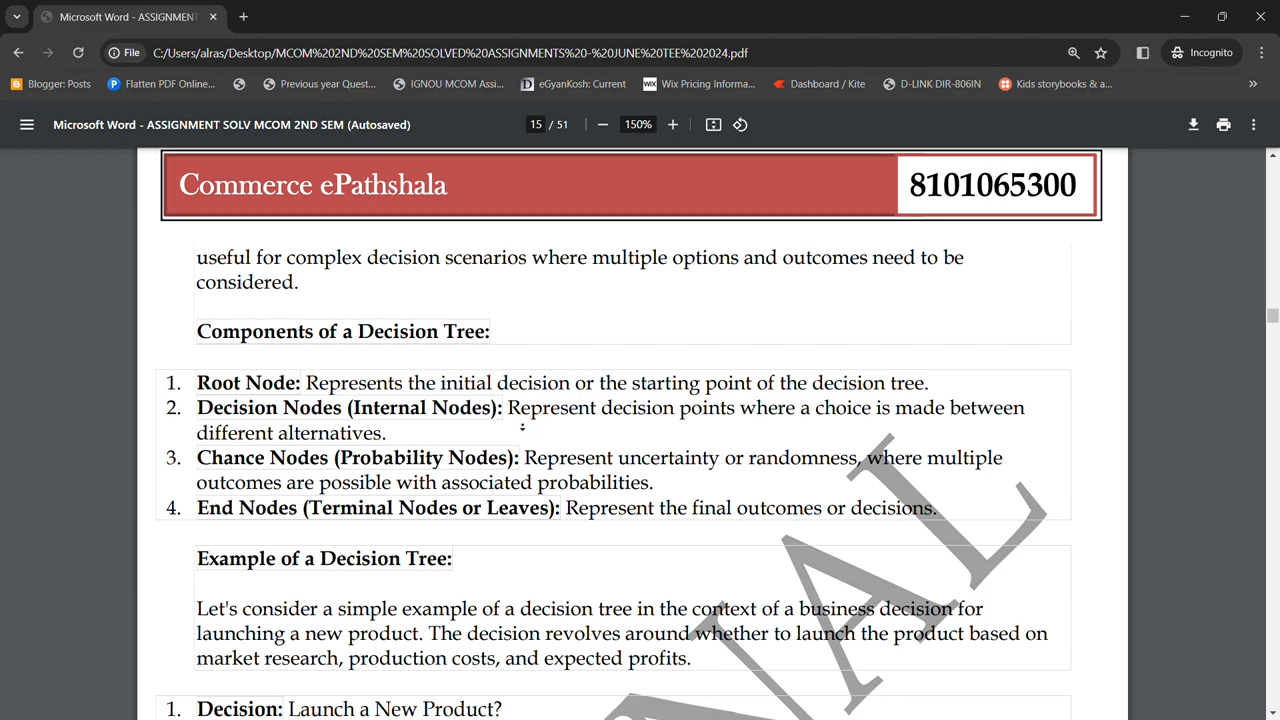 Microsoft Word - ASSIGNMENT
File
C:/Users/alras/Desktop/MCOM%202ND%20SEM%20SOLVED%20ASSIGNMENTS%20-%20JUNE%20TEE%202024.pdf
Incognito
Blogger: Posts
Flatten PDF Online...
Previous year Quest...
IGNOU MCOM Assi...
eGyanKosh: Current
WIX Wix Pricing Informa...
Dashboard / Kite
D-LINK DIR-806IN
Kids storybooks & a...
Microsoft Word - ASSIGNMENT SOLV MCOM 2ND SEM (Autosaved)
15 / 51
150%
Commerce ePathshala
8101065300
useful for complex decision scenarios where multiple options and outcomes need to be
considered.
Components of a Decision Tree:
1. Root Node: Represents the initial decision or the starting point of the decision tree.
2. Decision Nodes (Internal Nodes): Represent decision points where a choice is made between
different alternatives.
3. Chance Nodes (Probability Nodes): Represent uncertainty or randomness, where multiple
outcomes are possible with associated probabilities.
4. End Nodes (Terminal Nodes or Leaves): Represent the final outcomes or decisions.
Example of a Decision Tree:
Let's consider a simple example of a decision tree in the context of a business decision for
launching a new product. The decision revolves around whether to launch the product based on
market research, production costs, and expected profits.
1. Decision: Launch a New Product?